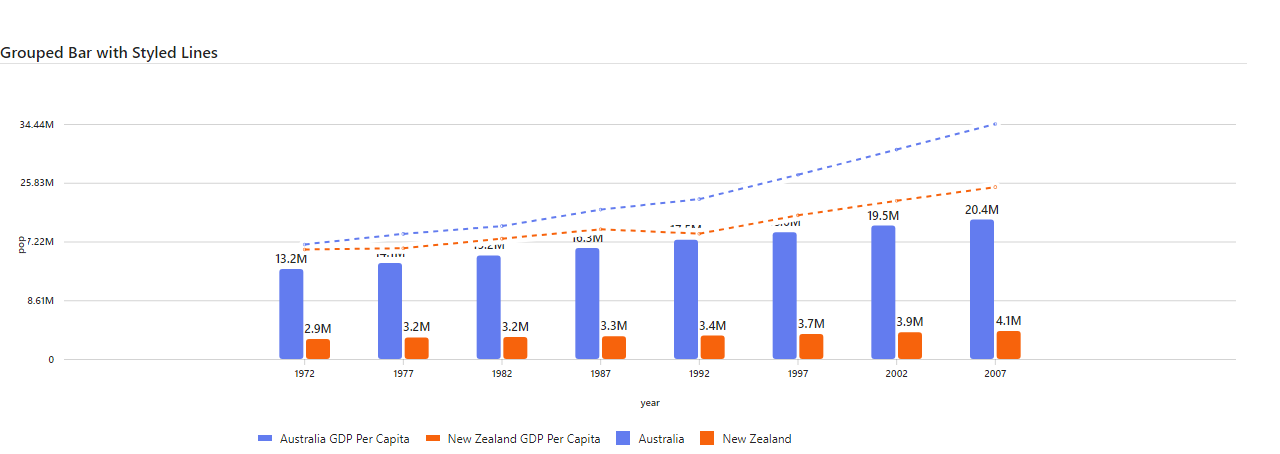 Grouped Bar with Styled Lines
34.44M
25.83M
20.4M
19.5M
pop 7.22M
16.3M
13.2M
8.61M
2.9M 3.2M 3.2M 3.3M 3.4M 3.7M 3.9M 4.1M
0
1972 1977 1982 1987 1992 1997 2002 2007
year
Australia GDP Per Capita New Zealand GDP Per Capita Australia New Zealand